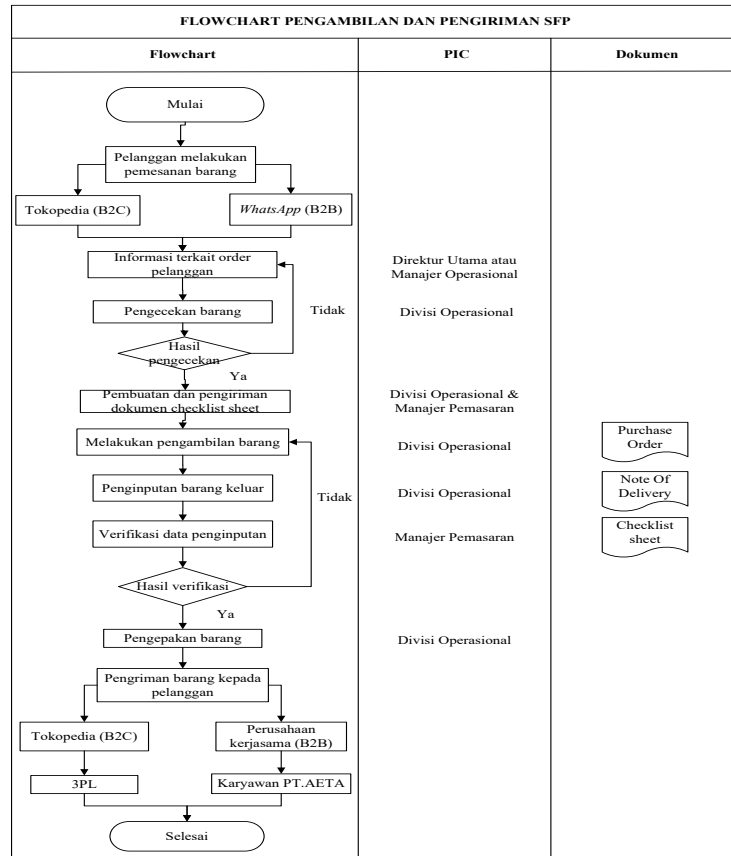 FLOWCHART PENGAMBILAN DAN PENGIRIMAN SFP
Flowchart
PIC
Dokumen
Mulai
Pelanggan melakukan
pemesanan barang
Tokopedia (B2C)
WhatsApp (B2B)
Informasi terkait order
pelanggan
Direktur Utama atau
Manajer Operasional
Pengecekan barang
Tidak
Divisi Operasional
Hasil
pengecekan
Ya
Pembuatan dan pengiriman
dokumen checklist sheet
Divisi Operasional &
Manajer Pemasaran
Melakukan pengambilan barang
Divisi Operasional
Purchase
Order
Penginputan barang keluar
Tidak
Divisi Operasional
Note Of
Delivery
Verifikasi data penginputan
Manajer Pemasaran
Checklist
sheet
Hasil verifikasi
Ya
Pengepakan barang
Divisi Operasional
Pengriman barang kepada
pelanggan
Tokopedia (B2C)
Perusahaan
kerjasama (B2B)
3PL
Karyawan PT.AETA
Selesai